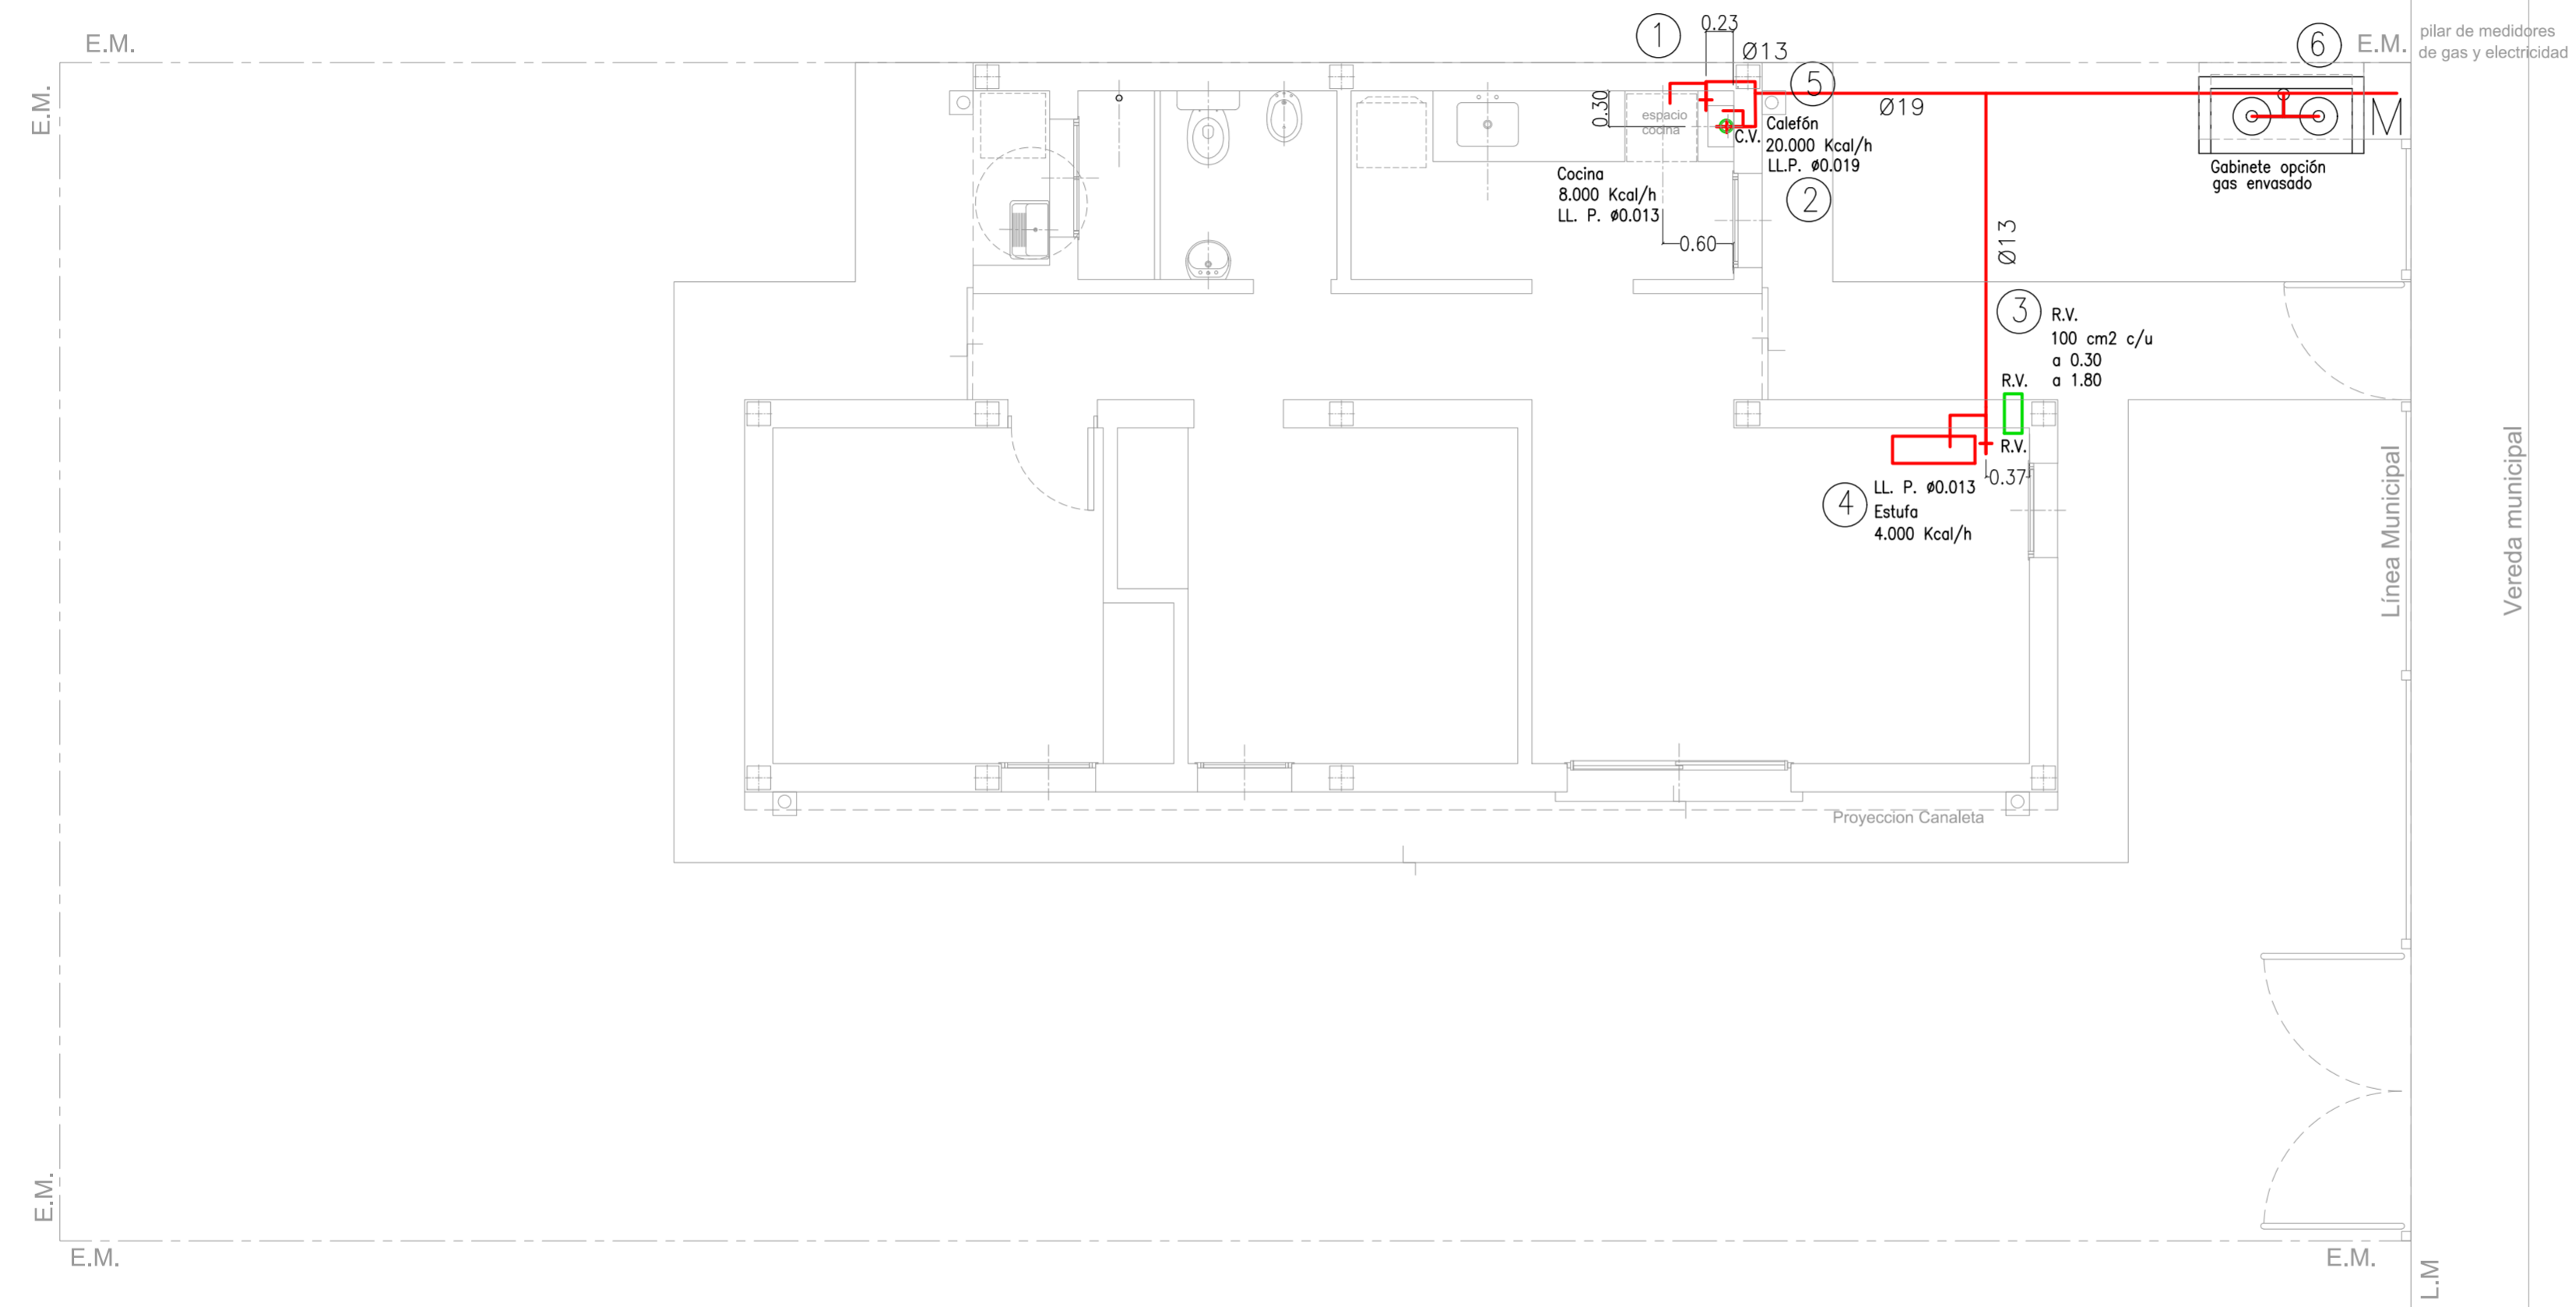 E.M.
E.M.
1
0.23
Ø13
5
6
E.M.
pilar de medidores
de gas y electricidad
0.30
espacio
cocina
C.V.
Calefón
20.000 Kcal/h
LL.P. ø0.019
Ø19
M
Gabinete opción
gas envasado
Cocina
8.000 Kcal/h
LL. P. ø0.013
2
0.60
Ø13
3
R.V.
100 cm2 c/u
a 0.30
a 1.80
R.V.
R.V.
0.37
4
LL. P. ø0.013
Estufa
4.000 Kcal/h
Línea Municipal
Vereda municipal
Proyeccion Canaleta
E.M.
E.M.
E.M.
L.M